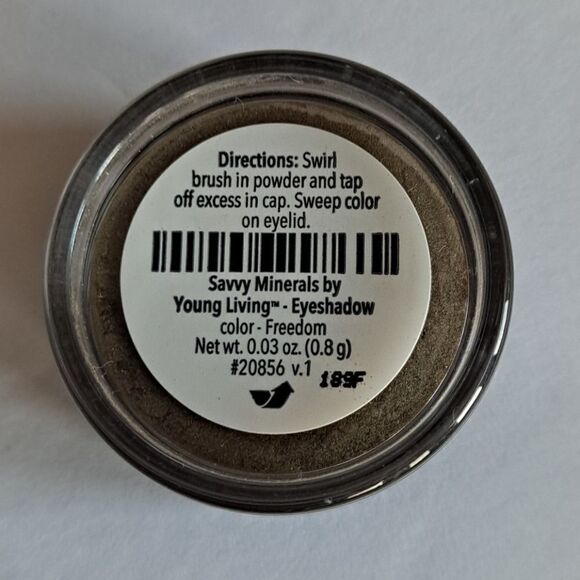 Directions: Swirl
brush in powder and tap
off excess in cap. Sweep color
on eyelid.
Savvy Minerals by
Young Living™ - Eyeshadow
color - Freedom
Net wt. 0.03 oz. (0.8 g)
#20856 v.1
189F